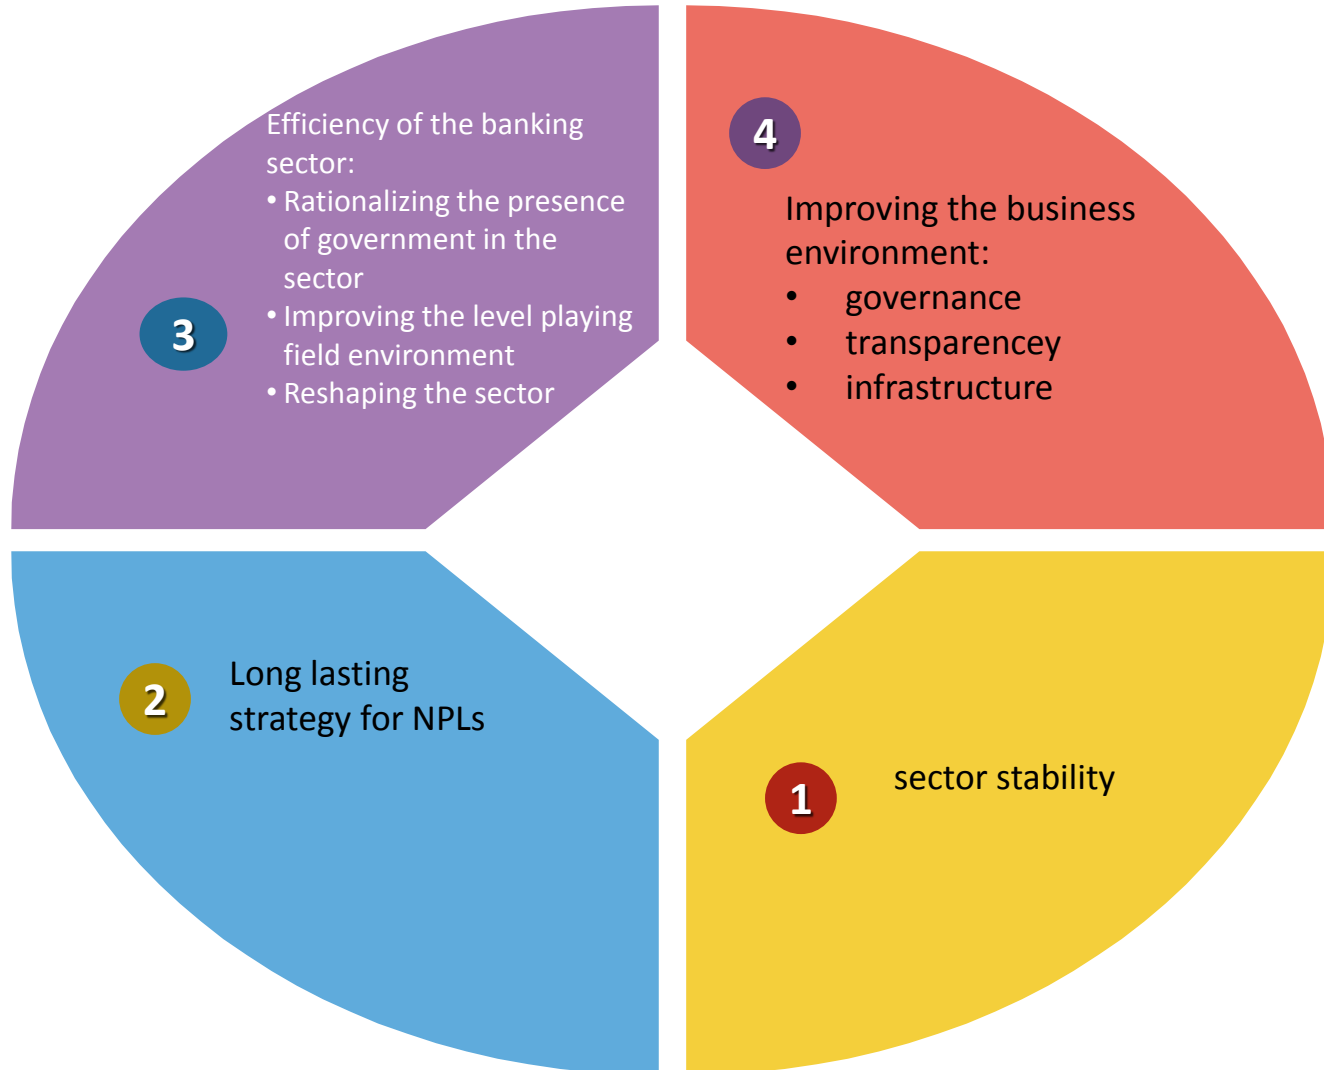 Efficiency of the banking
sector:
• Rationalizing the presence
of government in the
sector
• Improving the level playing
field environment
• Reshaping the sector
3
4
Improving the business
environment:
• governance
• transparencey
• infrastructure
2
Long lasting
strategy for NPLs
1
sector stability